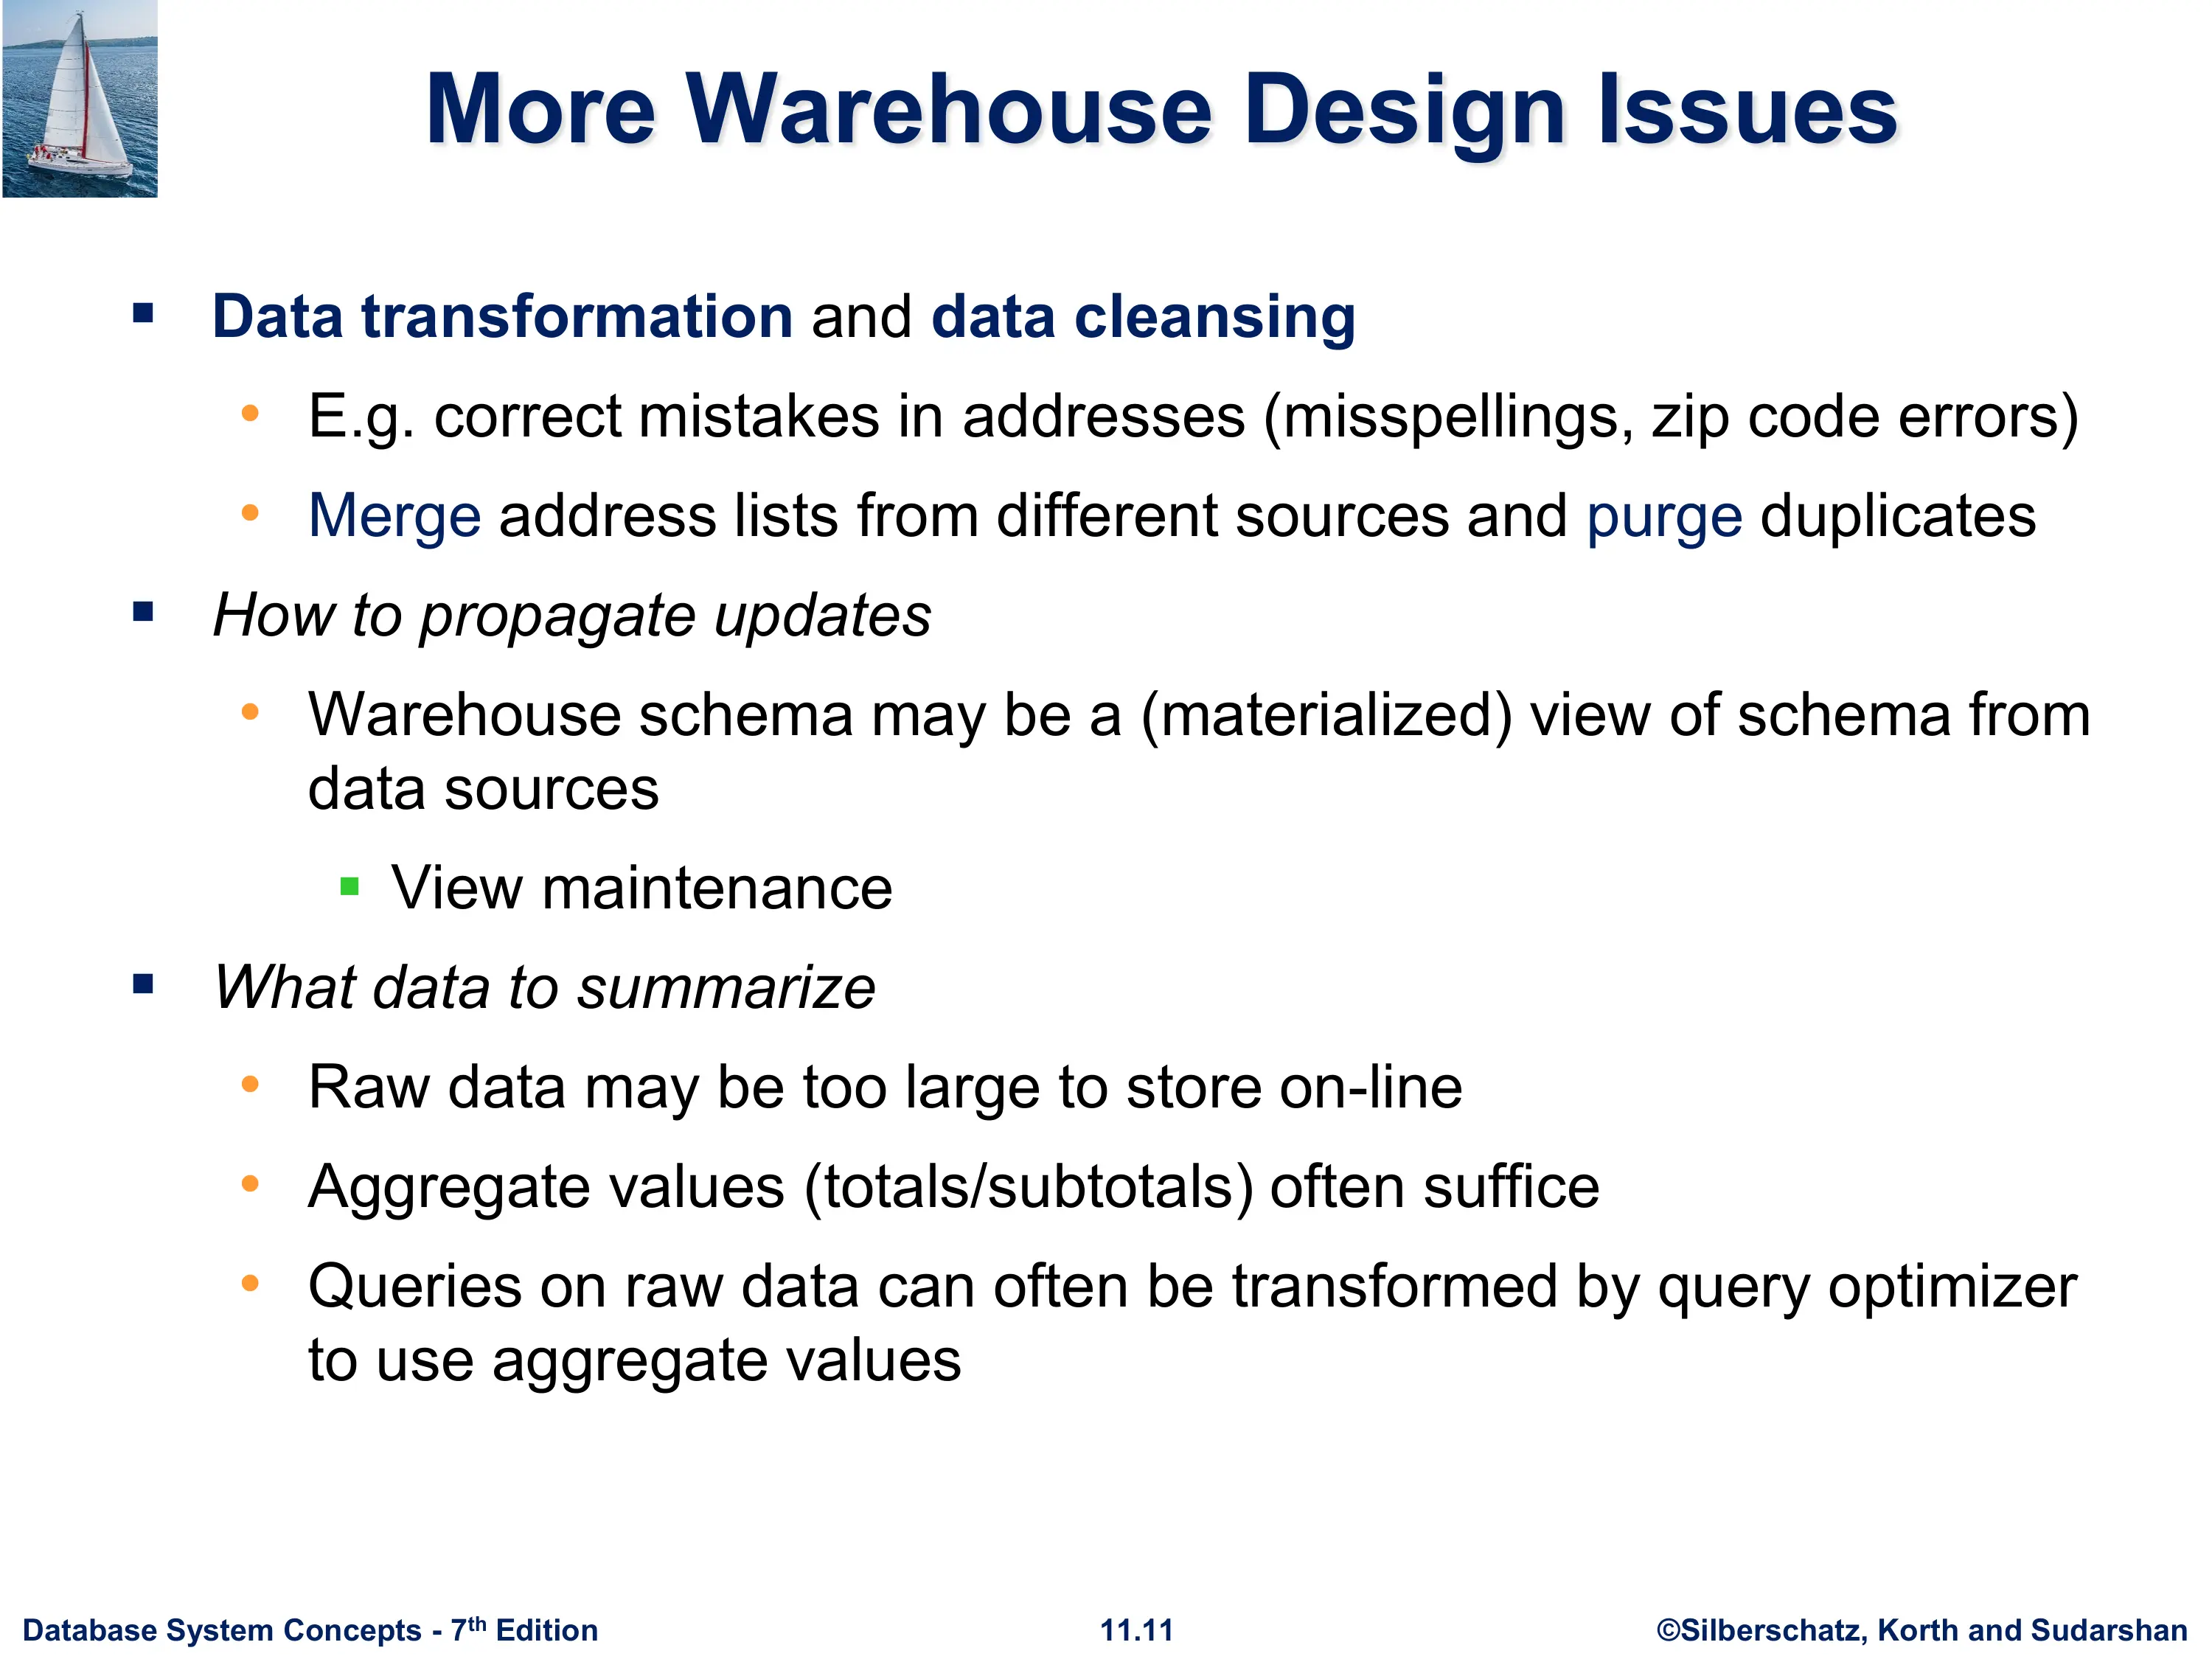 More Warehouse Design Issues
▪ Data transformation and data cleansing
• E.g. correct mistakes in addresses (misspellings, zip code errors)
• Merge address lists from different sources and purge duplicates
▪ How to propagate updates
• Warehouse schema may be a (materialized) view of schema from
data sources
▪ View maintenance
▪ What data to summarize
• Raw data may be too large to store on-line
• Aggregate values (totals/subtotals) often suffice
• Queries on raw data can often be transformed by query optimizer
to use aggregate values
Database System Concepts - 7th Edition
11.11
©Silberschatz, Korth and Sudarshan